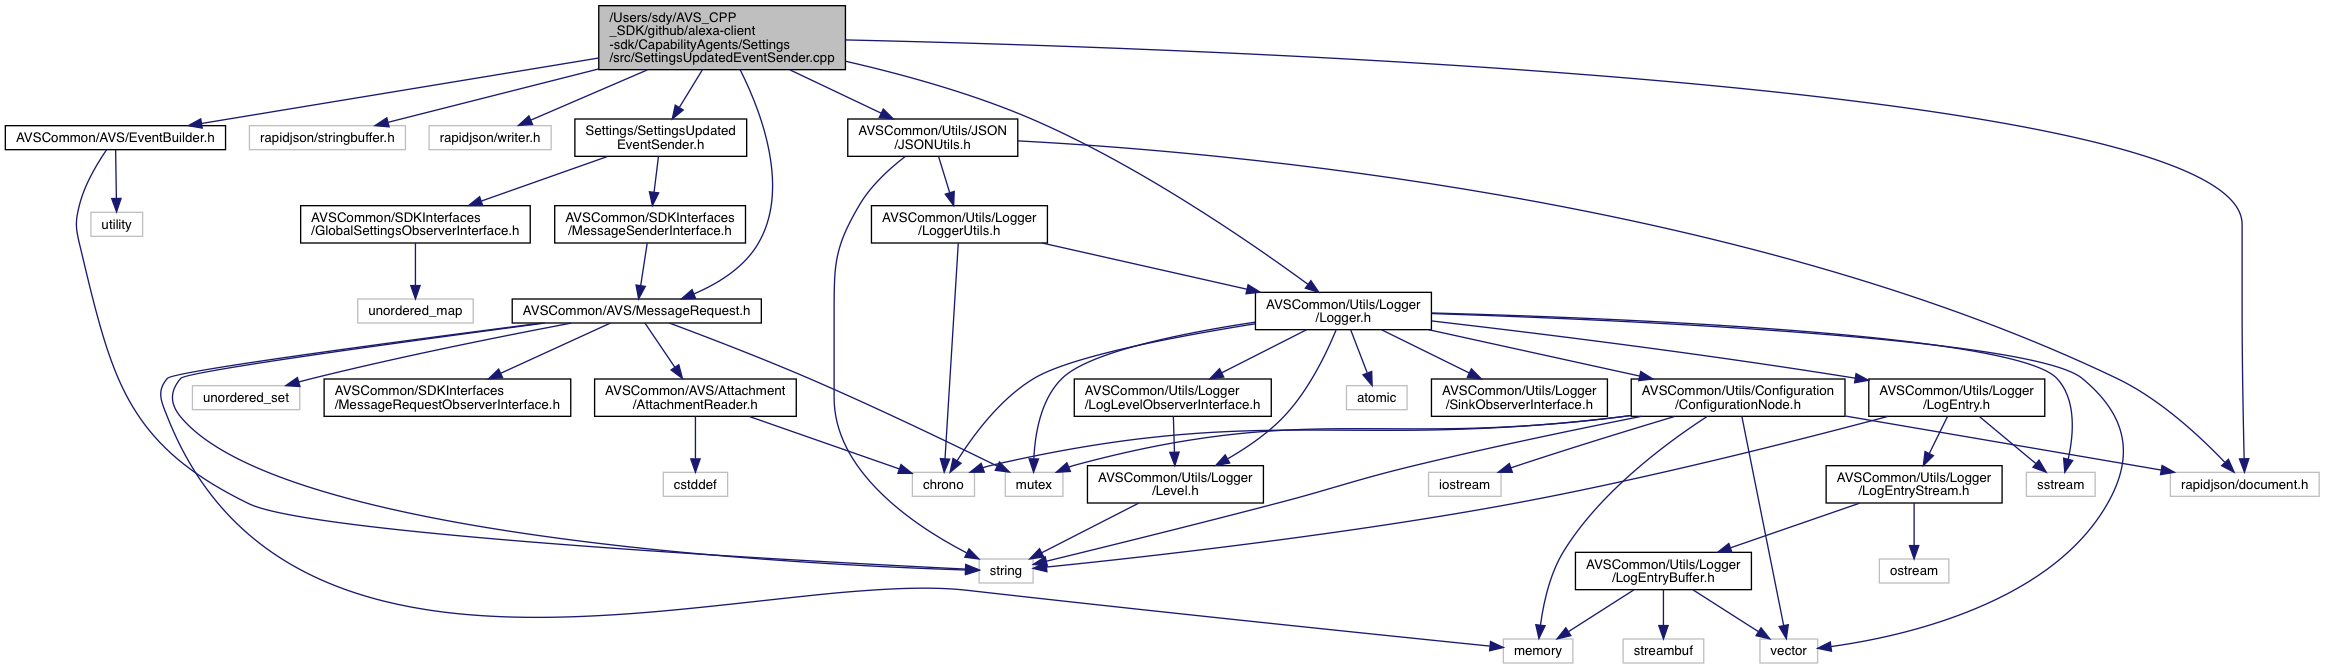 /Users/sdy/AVS_CPP
_SDK/github/alexa-client
-sdk/CapabilityAgents/Settings
/src/SettingsUpdatedEventSender.cpp
AVSCommon/AVS/EventBuilder.h
rapidjson/stringbuffer.h
rapidjson/writer.h
Settings/SettingsUpdated
EventSender.h
AVSCommon/Utils/JSON
/JSONUtils.h
utility
AVSCommon/SDKInterfaces
/GlobalSettingsObserverInterface.h
AVSCommon/SDKInterfaces
/MessageSenderInterface.h
AVSCommon/Utils/Logger
/LoggerUtils.h
unordered_map
AVSCommon/AVS/MessageRequest.h
AVSCommon/Utils/Logger
/Logger.h
unordered_set
AVSCommon/SDKInterfaces
/MessageRequestObserverInterface.h
AVSCommon/AVS/Attachment
/AttachmentReader.h
AVSCommon/Utils/Logger
/LogLevelObserverInterface.h
atomic
AVSCommon/Utils/Logger
/SinkObserverInterface.h
AVSCommon/Utils/Configuration
/ConfigurationNode.h
AVSCommon/Utils/Logger
/LogEntry.h
cstddef
chrono
mutex
AVSCommon/Utils/Logger
/Level.h
iostream
AVSCommon/Utils/Logger
/LogEntryStream.h
sstream
rapidjson/document.h
string
AVSCommon/Utils/Logger
/LogEntryBuffer.h
ostream
memory
streambuf
vector